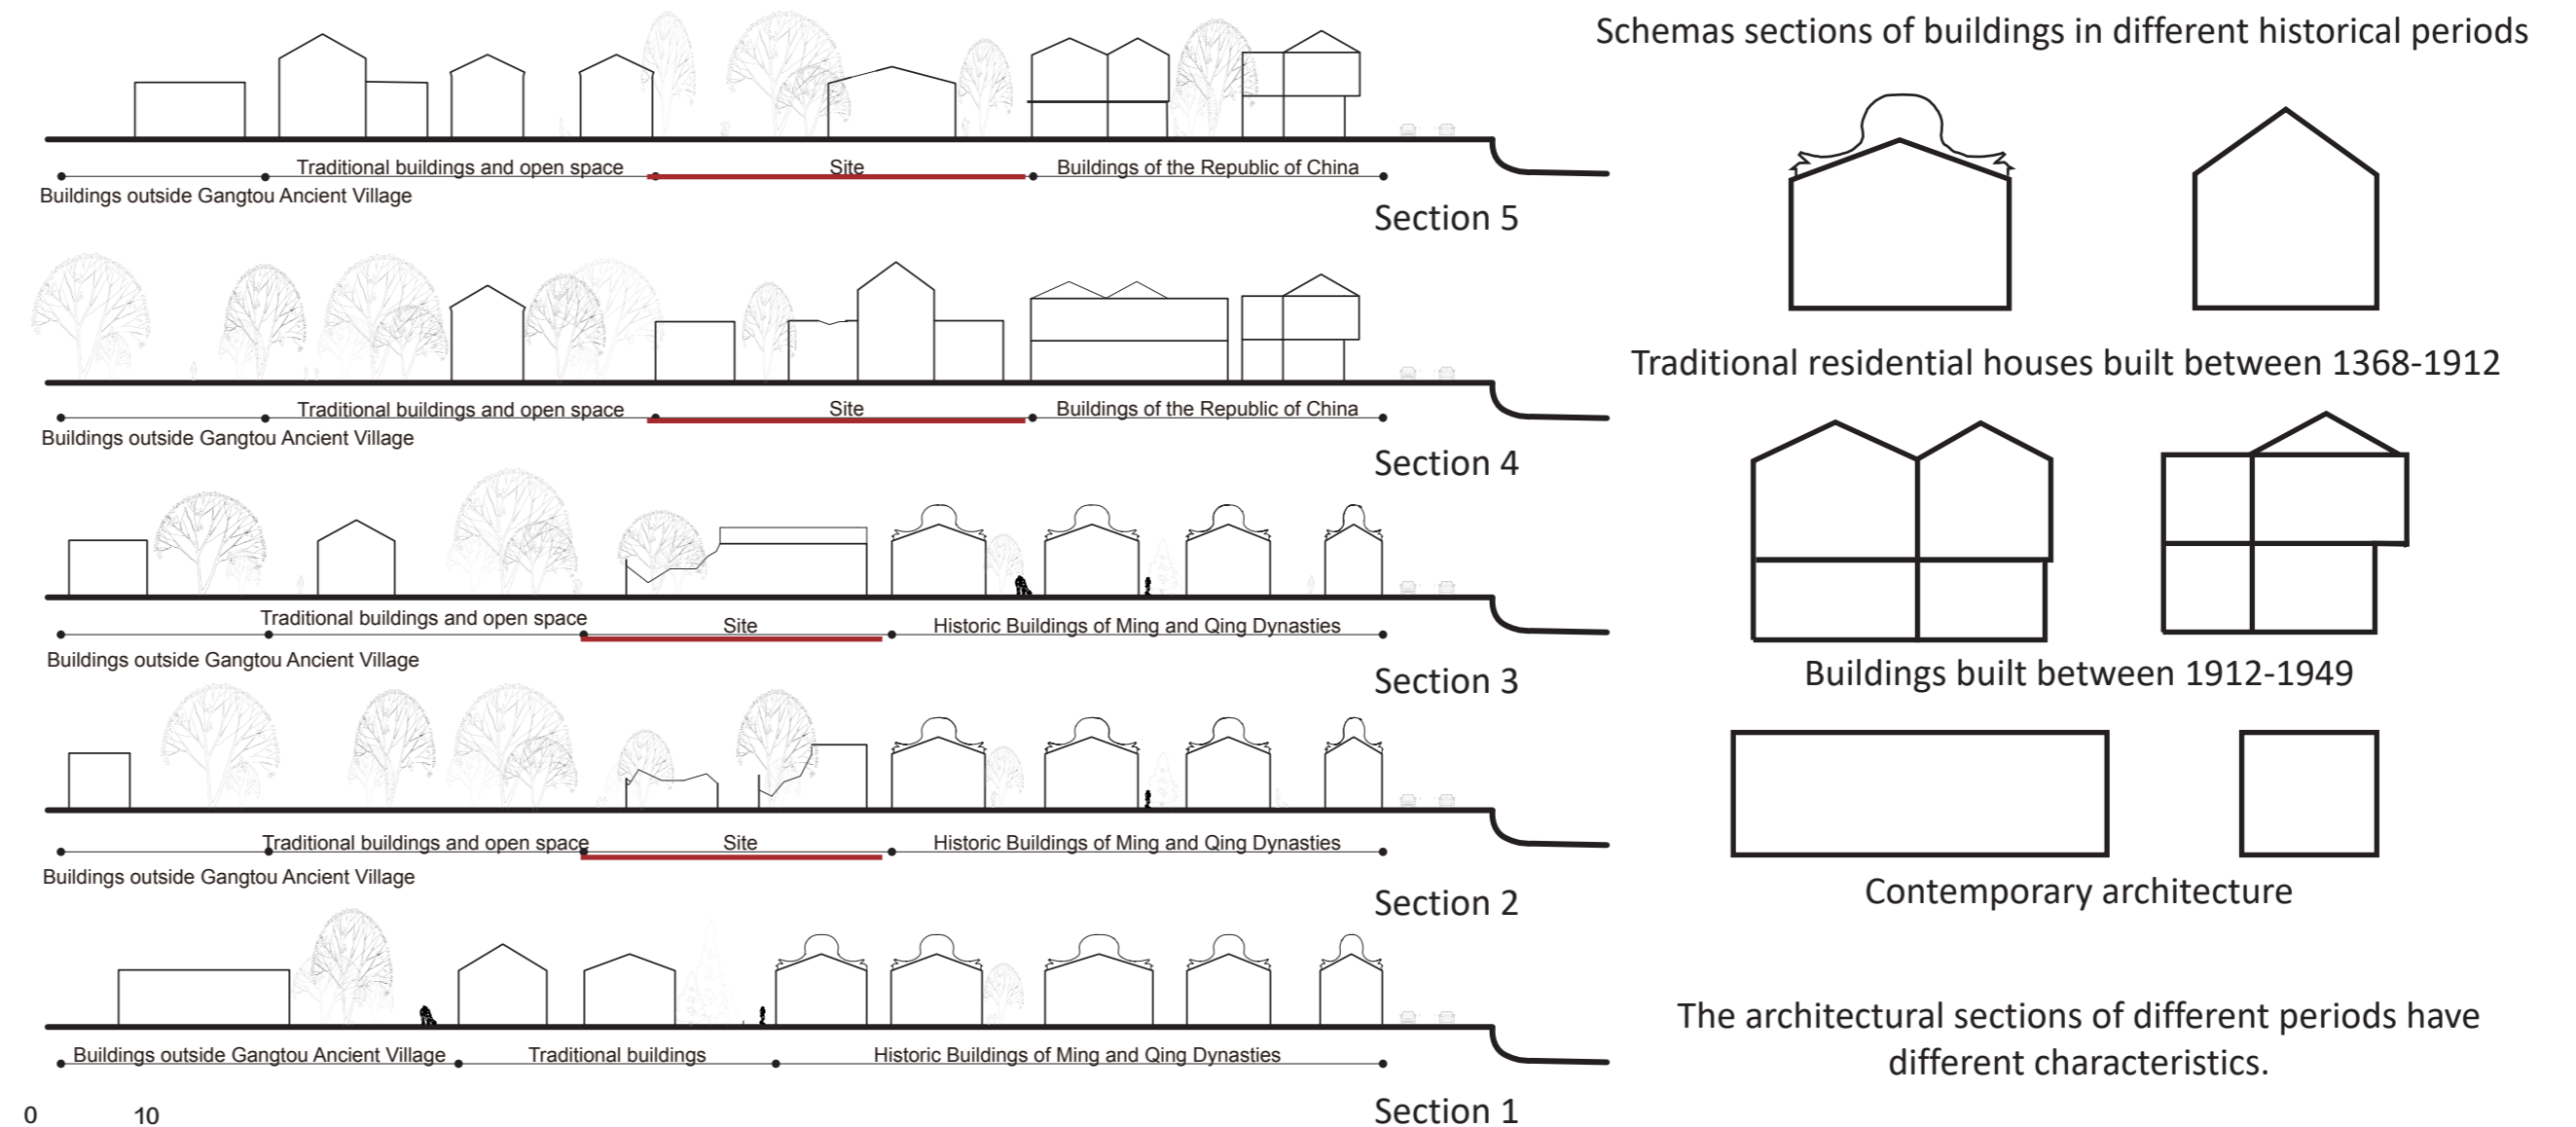 Schemas sections of buildings in different historical periods
Traditional buildings and open space
Site
Buildings of the Republic of China
Buildings outside Gangtou Ancient Village
Section 5
Traditional buildings and open space
Site
Buildings of the Republic of China
Buildings outside Gangtou Ancient Village
Section 4
Traditional buildings and open space
Site
Historic Buildings of Ming and Qing Dynasties
Buildings outside Gangtou Ancient Village
Section 3
Traditional buildings and open space
Site
Historic Buildings of Ming and Qing Dynasties
Buildings outside Gangtou Ancient Village
Section 2
Buildings outside Gangtou Ancient Village
Traditional buildings
Historic Buildings of Ming and Qing Dynasties
Section 1
0
10
Traditional residential houses built between 1368-1912
Buildings built between 1912-1949
Contemporary architecture
The architectural sections of different periods have
different characteristics.